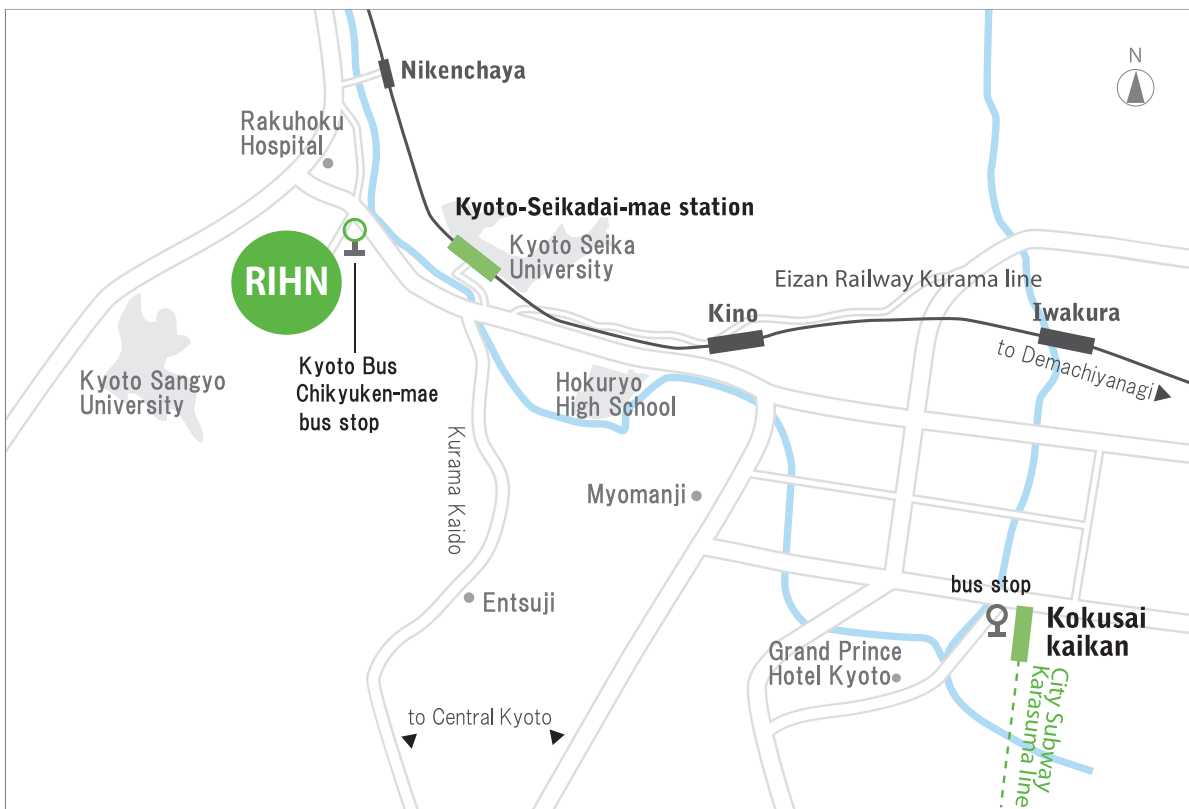 N
Nikenchaya
Rakuhoku
Hospital
Kyoto-Seikadai-mae station
Kyoto Seika
University
RIHN
Eizan Railway Kurama line
Kino
Iwakura
to Demachiyanagi
Kyoto Sangyo
University
Kyoto Bus
Chikyuken-mae
bus stop
Hokuryo
High School
Kurama Kaido
Myomanji
Entsuji
bus stop
Kokusai
kaikan
Grand Prince
Hotel Kyoto
City Subway
Karasuma line
to Central Kyoto